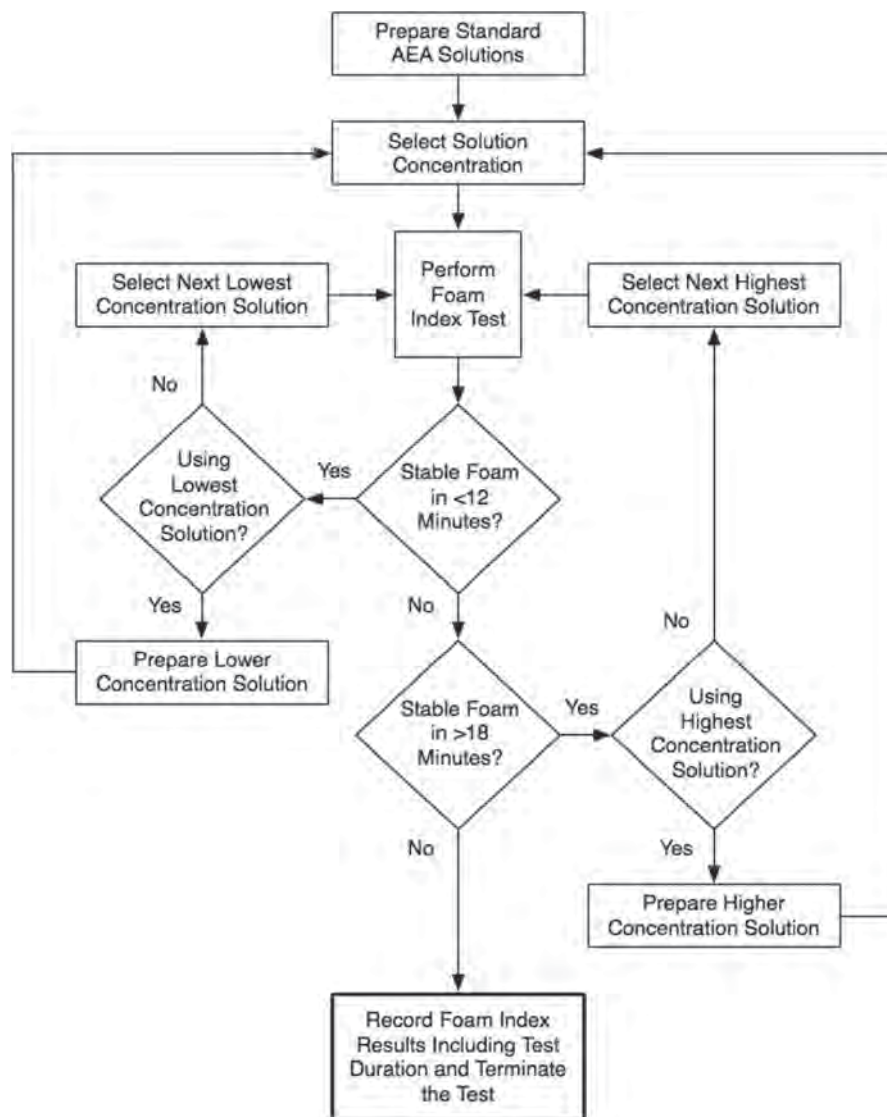 Prepare Standard
AEA Solutions
Select Solution
Concentration
Select Next Lowest
Concentration Solution
Perform
Foam
Index Test
Select Next Highest
Concentration Solution
No
Using
Lowest
Concentration
Solution?
Yes
Stable Foam
in <12
Minutes?
Yes
No
No
Prepare Lower
Concentration Solution
Stable Foam
in >18
Minutes?
Yes
Using
Highest
Concentration
Solution?
No
Yes
Prepare Higher
Concentration Solution
Record Foam Index
Results Including Test
Duration and Terminate
the Test